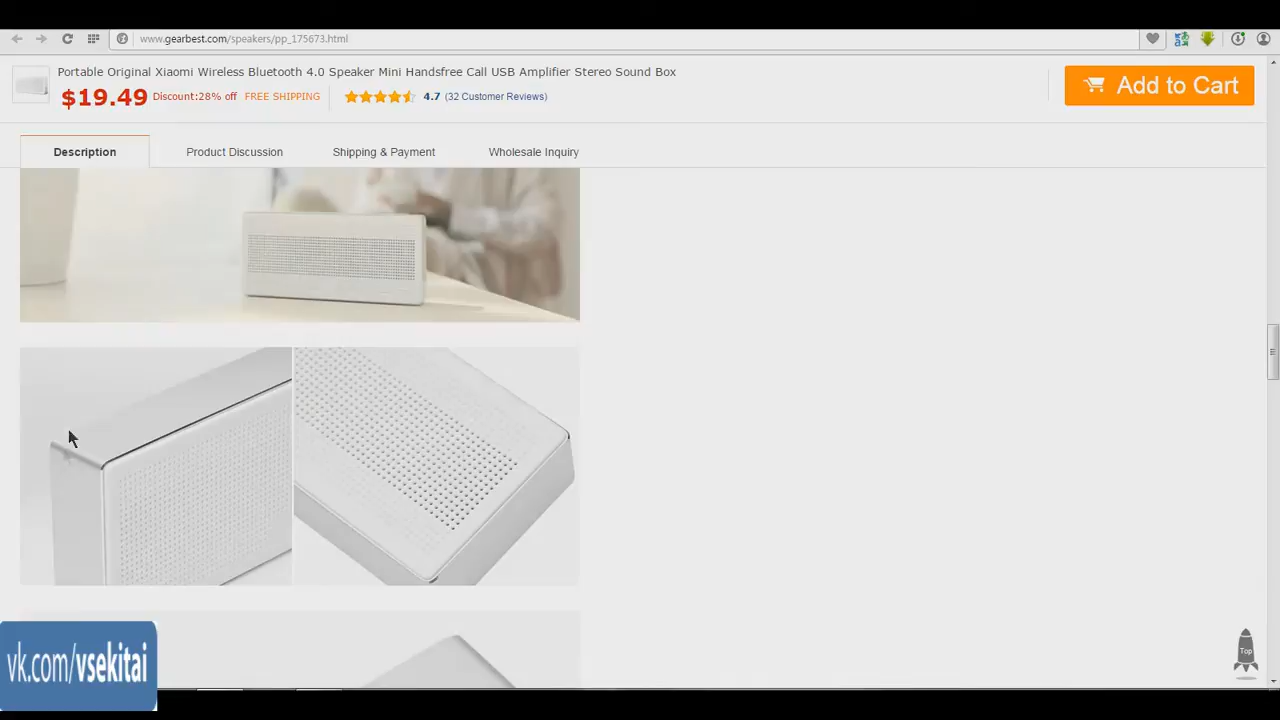 www.gearbest.com/speakers/pp_175673.html
Portable Original Xiaomi Wireless Bluetooth 4.0 Speaker Mini Handsfree Call USB Amplifier Stereo Sound Box
$19.49 Discount:28% off FREE SHIPPING 4.7 (32 Customer Reviews)
Add to Cart
Description Product Discussion Shipping & Payment Wholesale Inquiry
Top
vk.com/vsekitai